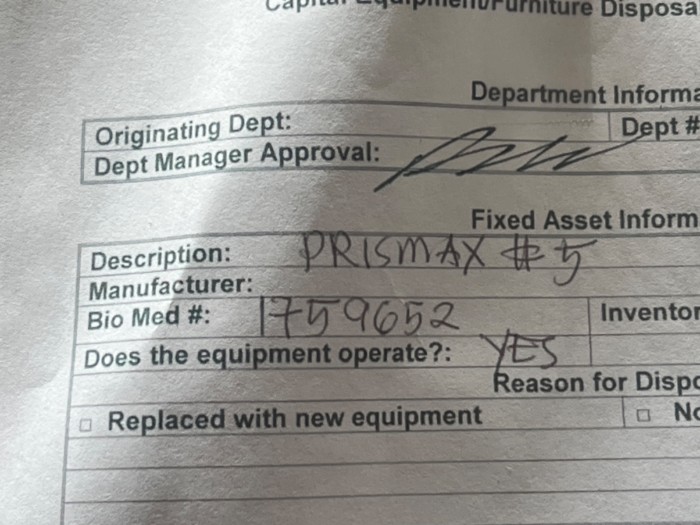 Capital Equipment/Furniture Disposa
Department Informa
Originating Dept:
Dept #
Dept Manager Approval:
Fixed Asset Inform
Description: PRISMAX #5
Manufacturer:
Bio Med #: 1759652
Inventor
Does the equipment operate?: YES
Reason for Dispo
□ Replaced with new equipment
□ No